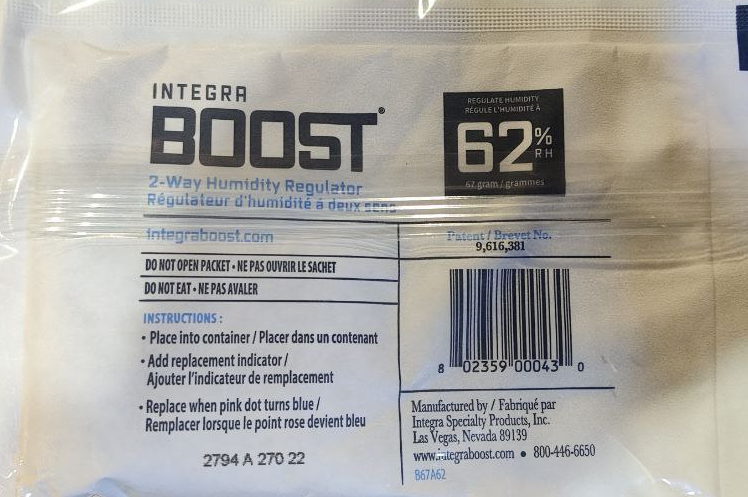 INTEGRA
BOOST®
2-Way Humidity Regulator
Régulateur d'humidité à deux sens
integraboost.com
DO NOT OPEN PACKET • NE PAS OUVRIR LE SACHET
DO NOT EAT • NE PAS AVALER
INSTRUCTIONS :
• Place into container / Placer dans un contenant
• Add replacement indicator /
Ajouter l'indicateur de remplacement
• Replace when pink dot turns blue /
Remplacer lorsque le point rose devient bleu
2794 A 270 22
REGULATE HUMIDITY
RÉGULE L'HUMIDITÉ À
62%
RH
67 gram / grammes
Patent / Brevet No.
9,616,381
8 02359 00043 0
Manufactured by / Fabriqué par
Integra Specialty Products, Inc.
Las Vegas, Nevada 89139
www.integraboost.com • 800-446-6650
B67A62